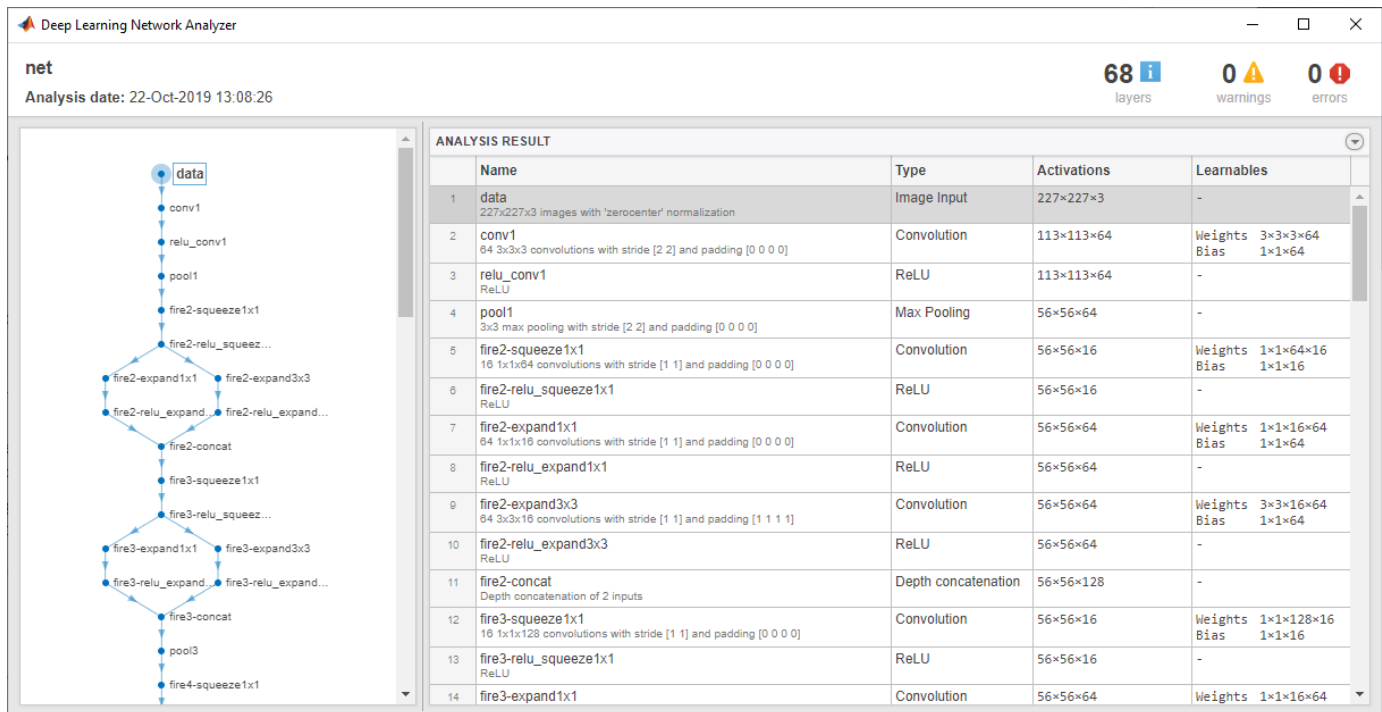 Deep Learning Network Analyzer
net
Analysis date: 22-Oct-2019 13:08:26
68 i
layers
0
warnings
0
errors
data
conv1
relu_conv1
pool1
fire2-squeeze1x1
fire2-relu_squeez...
fire2-expand1x1 fire2-expand3x3
fire2-relu_expand... fire2-relu_expand...
fire2-concat
fire3-squeeze1x1
fire3-relu_squeez...
fire3-expand1x1 fire3-expand3x3
fire3-relu_expand... fire3-relu_expand...
fire3-concat
pool3
fire4-squeeze1x1
ANALYSIS RESULT
Name Type Activations Learnables
1 data Image Input 227×227×3 -
227x227x3 images with 'zerocenter' normalization
2 conv1 Convolution 113×113×64 Weights 3×3×3×64
64 3x3x3 convolutions with stride [2 2] and padding [0 0 0 0] Bias 1×1×64
3 relu_conv1 ReLU 113×113×64 -
ReLU
4 pool1 Max Pooling 56×56×64 -
3x3 max pooling with stride [2 2] and padding [0 0 0 0]
5 fire2-squeeze1x1 Convolution 56×56×16 Weights 1×1×64×16
16 1x1x64 convolutions with stride [1 1] and padding [0 0 0 0] Bias 1×1×16
6 fire2-relu_squeeze1x1 ReLU 56×56×16 -
ReLU
7 fire2-expand1x1 Convolution 56×56×64 Weights 1×1×16×64
64 1x1x16 convolutions with stride [1 1] and padding [0 0 0 0] Bias 1×1×64
8 fire2-relu_expand1x1 ReLU 56×56×64 -
ReLU
9 fire2-expand3x3 Convolution 56×56×64 Weights 3×3×16×64
64 3x3x16 convolutions with stride [1 1] and padding [1 1 1 1] Bias 1×1×64
10 fire2-relu_expand3x3 ReLU 56×56×64 -
ReLU
11 fire2-concat Depth concatenation 56×56×128 -
Depth concatenation of 2 inputs
12 fire3-squeeze1x1 Convolution 56×56×16 Weights 1×1×128×16
16 1x1x128 convolutions with stride [1 1] and padding [0 0 0 0] Bias 1×1×16
13 fire3-relu_squeeze1x1 ReLU 56×56×16 -
ReLU
14 fire3-expand1x1 Convolution 56×56×64 Weights 1×1×16×64